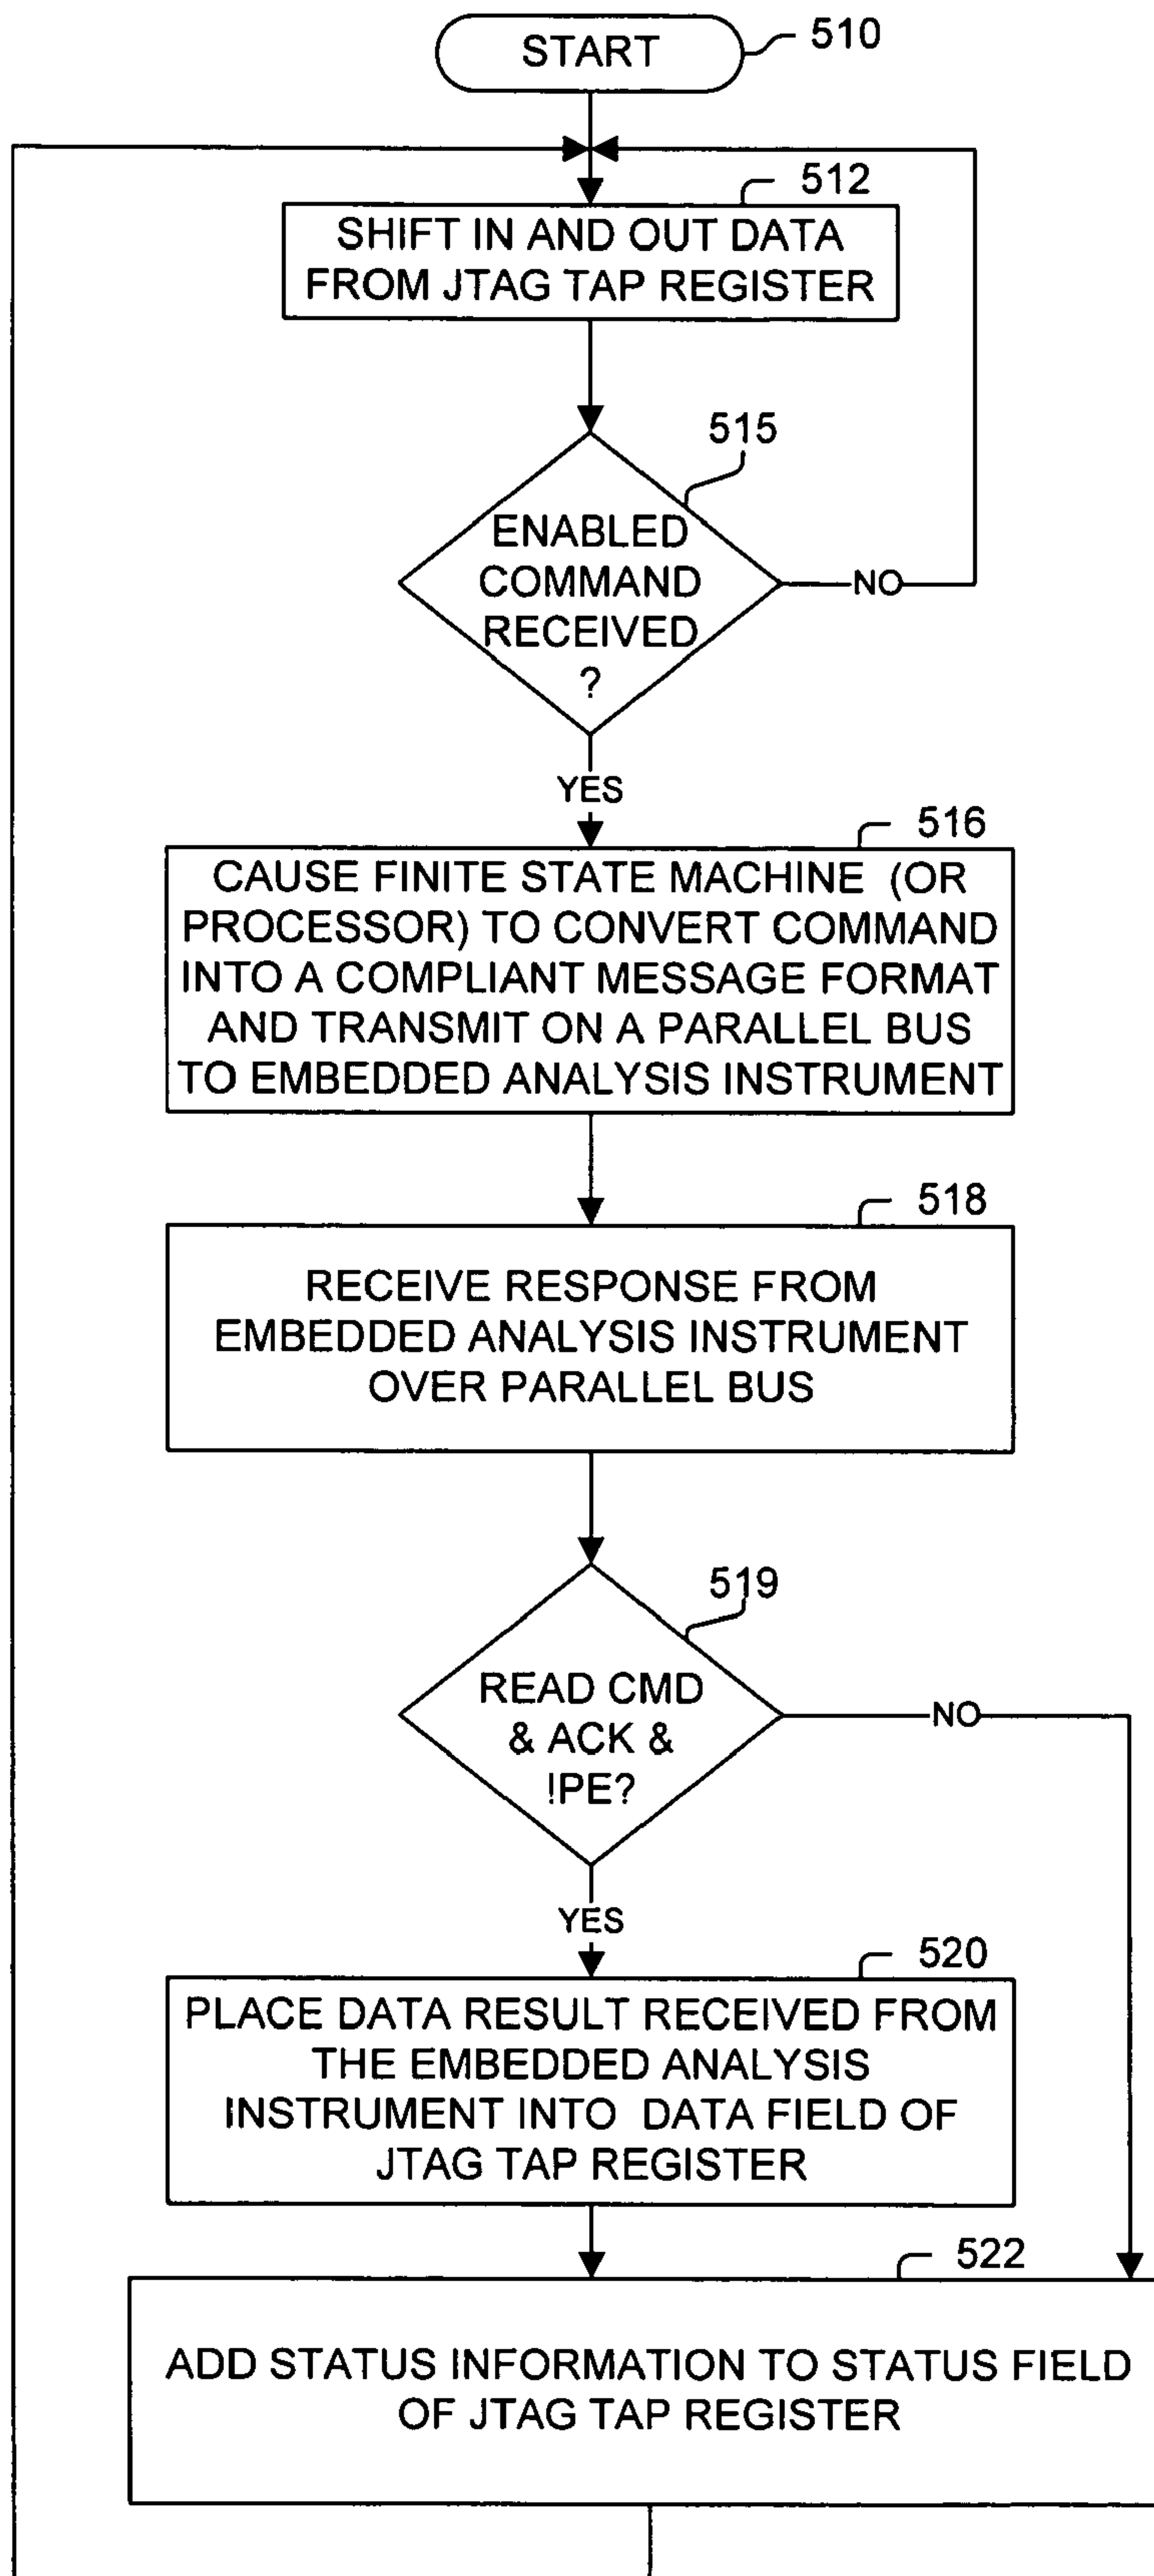 START
510
512
SHIFT IN AND OUT DATA
FROM JTAG TAP REGISTER
515
ENABLED
COMMAND
RECEIVED
?
NO
YES
516
CAUSE FINITE STATE MACHINE (OR
PROCESSOR) TO CONVERT COMMAND
INTO A COMPLIANT MESSAGE FORMAT
AND TRANSMIT ON A PARALLEL BUS
TO EMBEDDED ANALYSIS INSTRUMENT
518
RECEIVE RESPONSE FROM
EMBEDDED ANALYSIS INSTRUMENT
OVER PARALLEL BUS
519
READ CMD
& ACK &
!PE?
NO
YES
520
PLACE DATA RESULT RECEIVED FROM
THE EMBEDDED ANALYSIS
INSTRUMENT INTO DATA FIELD OF
JTAG TAP REGISTER
522
ADD STATUS INFORMATION TO STATUS FIELD
OF JTAG TAP REGISTER